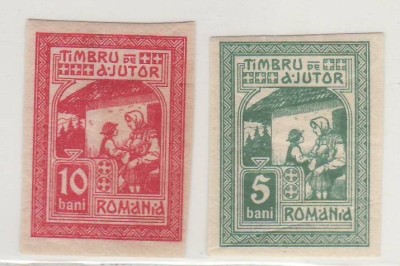 TIMBRU DE
AJUTOR
10
bani
ROMANIA
TIMBRU DE
AJUTOR
5
bani
ROMANIA